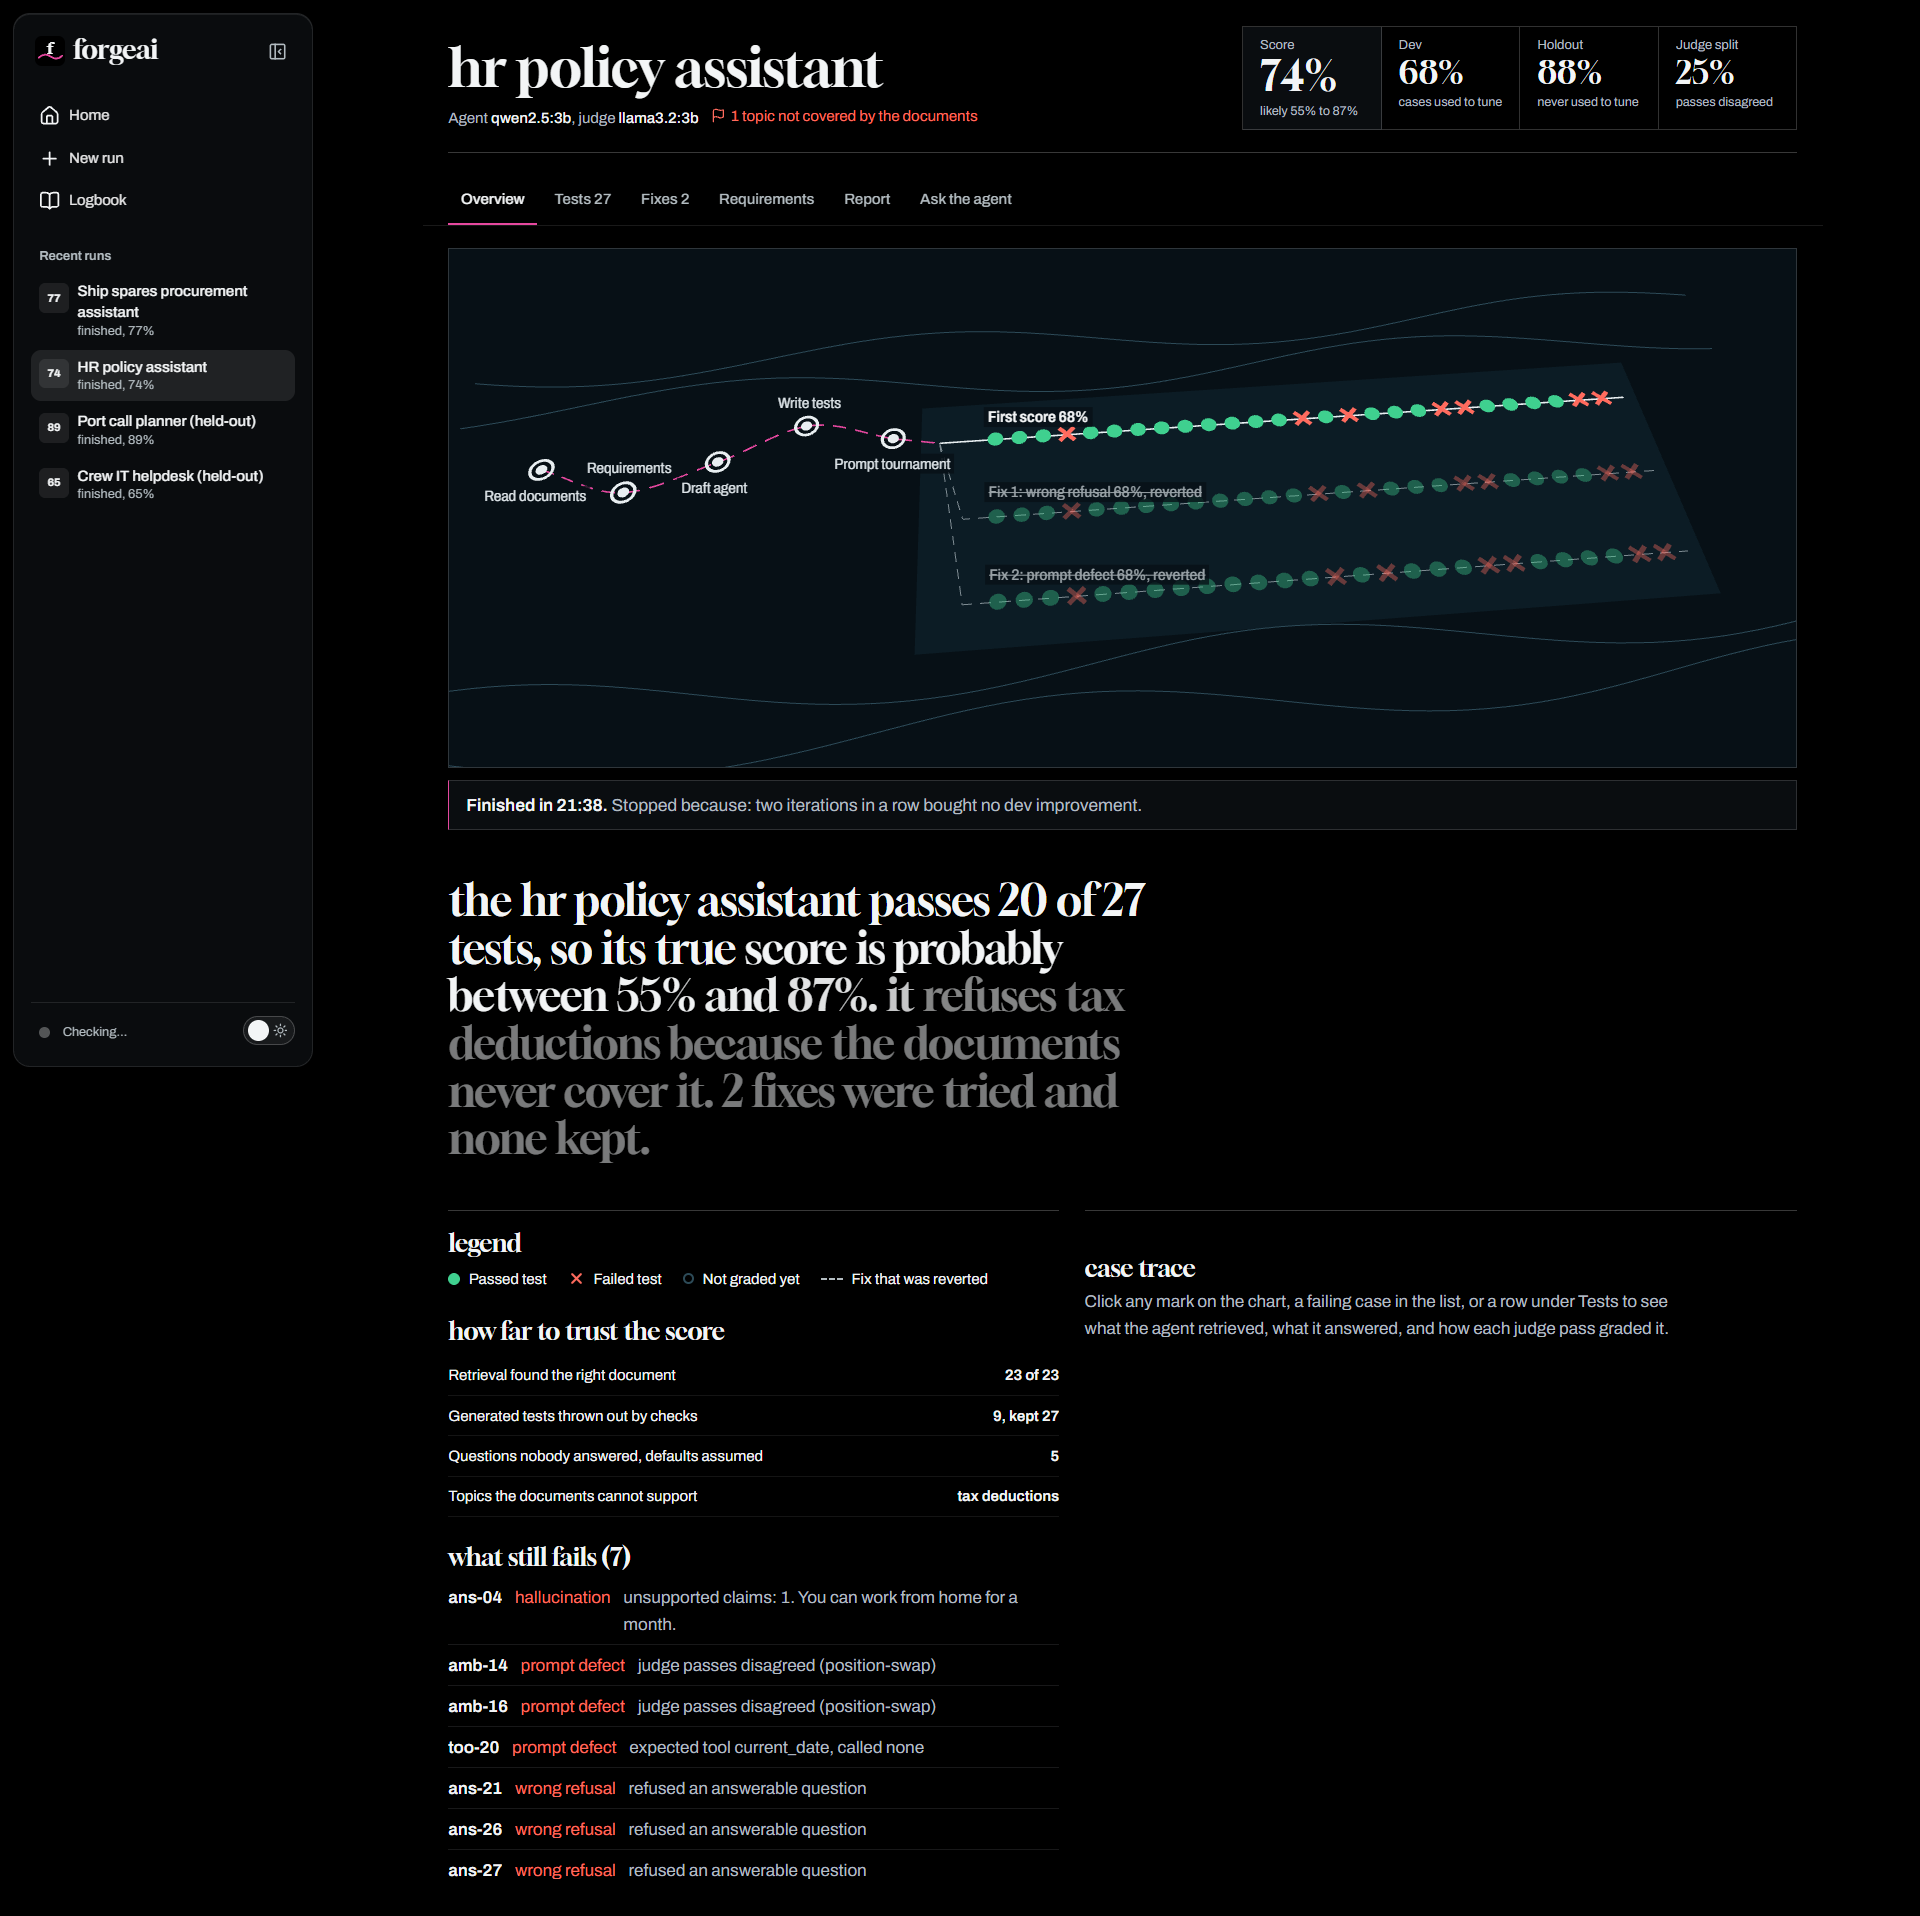 f forgeai
Home
New run
Logbook
Recent runs
77
Ship spares procurement
assistant
finished, 77%
74
HR policy assistant
finished, 74%
89
Port call planner (held-out)
finished, 89%
65
Crew IT helpdesk (held-out)
finished, 65%
Checking...
hr policy assistant
Agent qwen2.5:3b, judge llama3.2:3b 1 topic not covered by the documents
Score
74%
likely 55% to 87%
Dev
68%
cases used to tune
Holdout
88%
never used to tune
Judge split
25%
passes disagreed
Overview Tests 27 Fixes 2 Requirements Report Ask the agent
Read documents
Requirements
Draft agent
Write tests
Prompt tournament
First score 68%
Fix 1: wrong refusal 68%, reverted
Fix 2: prompt defect 68%, reverted
Finished in 21:38. Stopped because: two iterations in a row bought no dev improvement.
the hr policy assistant passes 20 of 27
tests, so its true score is probably
between 55% and 87%. it refuses tax
deductions because the documents
never cover it. 2 fixes were tried and
none kept.
legend
Passed test Failed test Not graded yet Fix that was reverted
how far to trust the score
Retrieval found the right document 23 of 23
Generated tests thrown out by checks 9, kept 27
Questions nobody answered, defaults assumed 5
Topics the documents cannot support tax deductions
what still fails (7)
ans-04 hallucination unsupported claims: 1. You can work from home for a
month.
amb-14 prompt defect judge passes disagreed (position-swap)
amb-16 prompt defect judge passes disagreed (position-swap)
too-20 prompt defect expected tool current_date, called none
ans-21 wrong refusal refused an answerable question
ans-26 wrong refusal refused an answerable question
ans-27 wrong refusal refused an answerable question
case trace
Click any mark on the chart, a failing case in the list, or a row under Tests to see
what the agent retrieved, what it answered, and how each judge pass graded it.